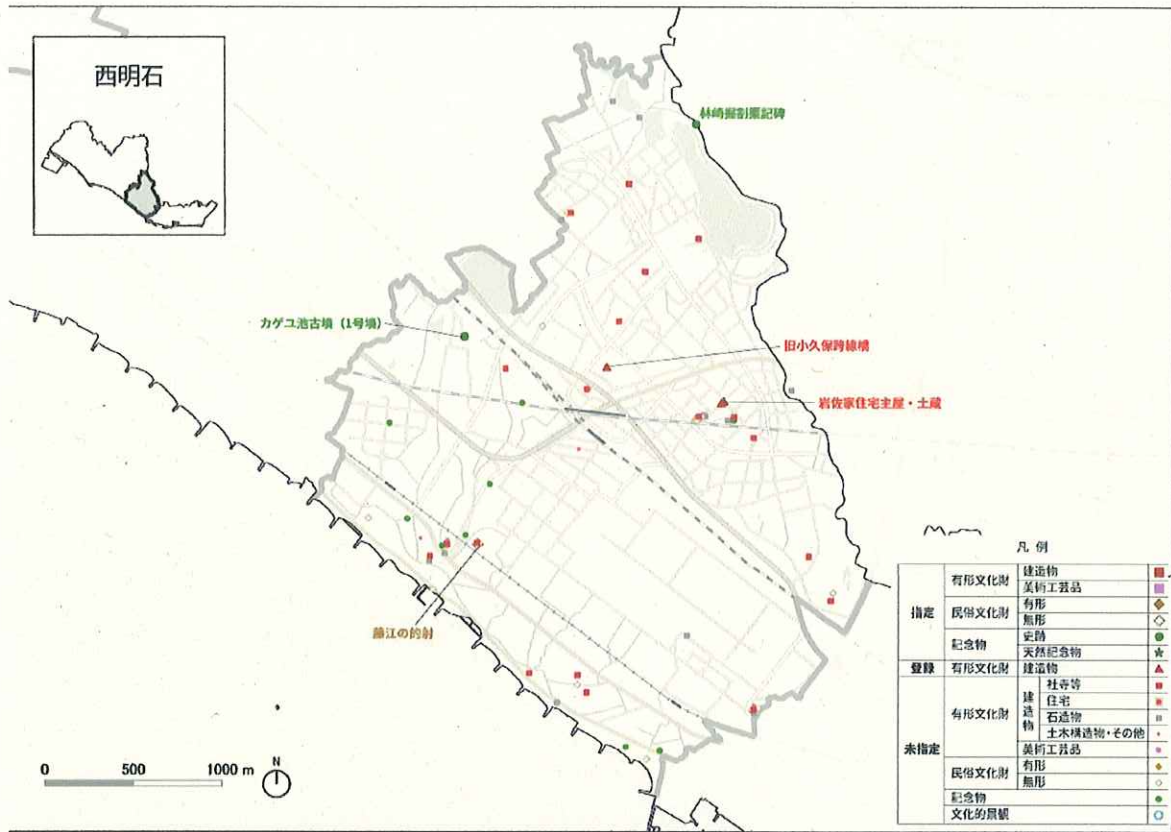 西明石
林崎掘割渠記碑
カゲユ池古墳（1号墳）
旧小久保跨線橋
岩佐家住宅主屋・土蔵
藤江の的射
0 500 1000 m
N
凡例
指定 有形文化財 建造物
美術工芸品
民俗文化財 有形
無形
記念物 史跡
天然記念物
登録 有形文化財 建造物
未指定 有形文化財 建造物 社寺等
住宅
石造物
土木構造物・その他
美術工芸品
民俗文化財 有形
無形
記念物
文化的景観